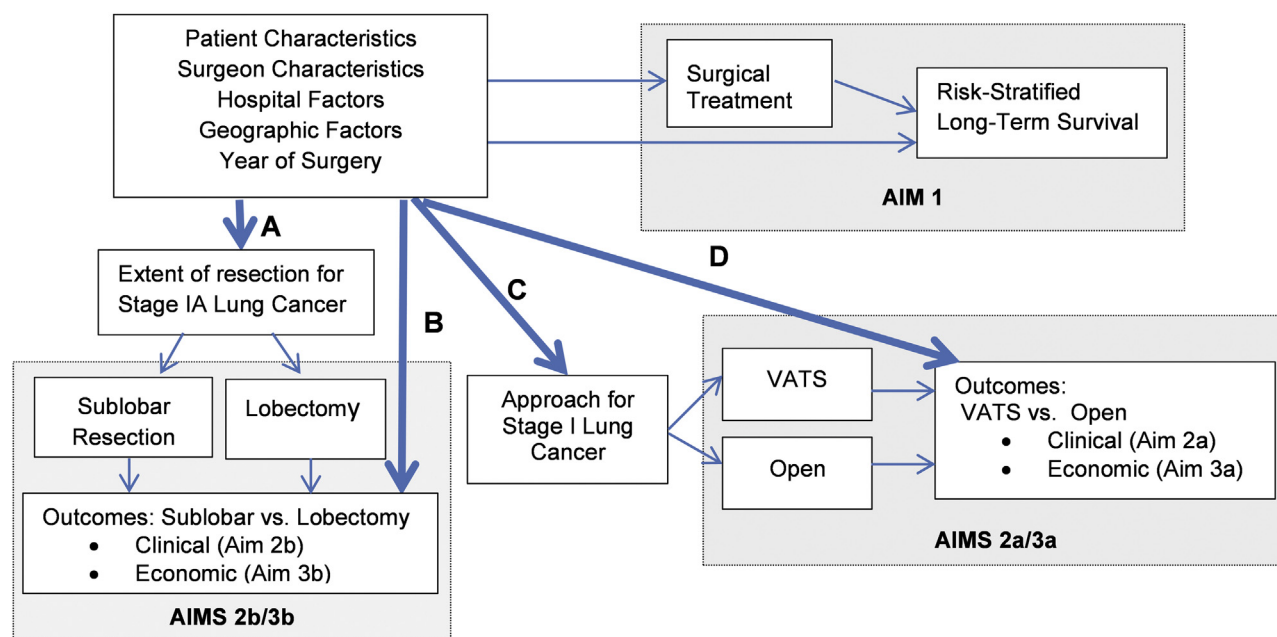 Patient Characteristics
Surgeon Characteristics
Hospital Factors
Geographic Factors
Year of Surgery
Surgical
Treatment
Risk-Stratified
Long-Term Survival
AIM 1
A
B
C
D
Extent of resection for
Stage IA Lung Cancer
Sublobar
Resection
Lobectomy
Outcomes: Sublobar vs. Lobectomy
• Clinical (Aim 2b)
• Economic (Aim 3b)
AIMS 2b/3b
Approach for
Stage I Lung
Cancer
VATS
Open
Outcomes:
VATS vs. Open
• Clinical (Aim 2a)
• Economic (Aim 3a)
AIMS 2a/3a